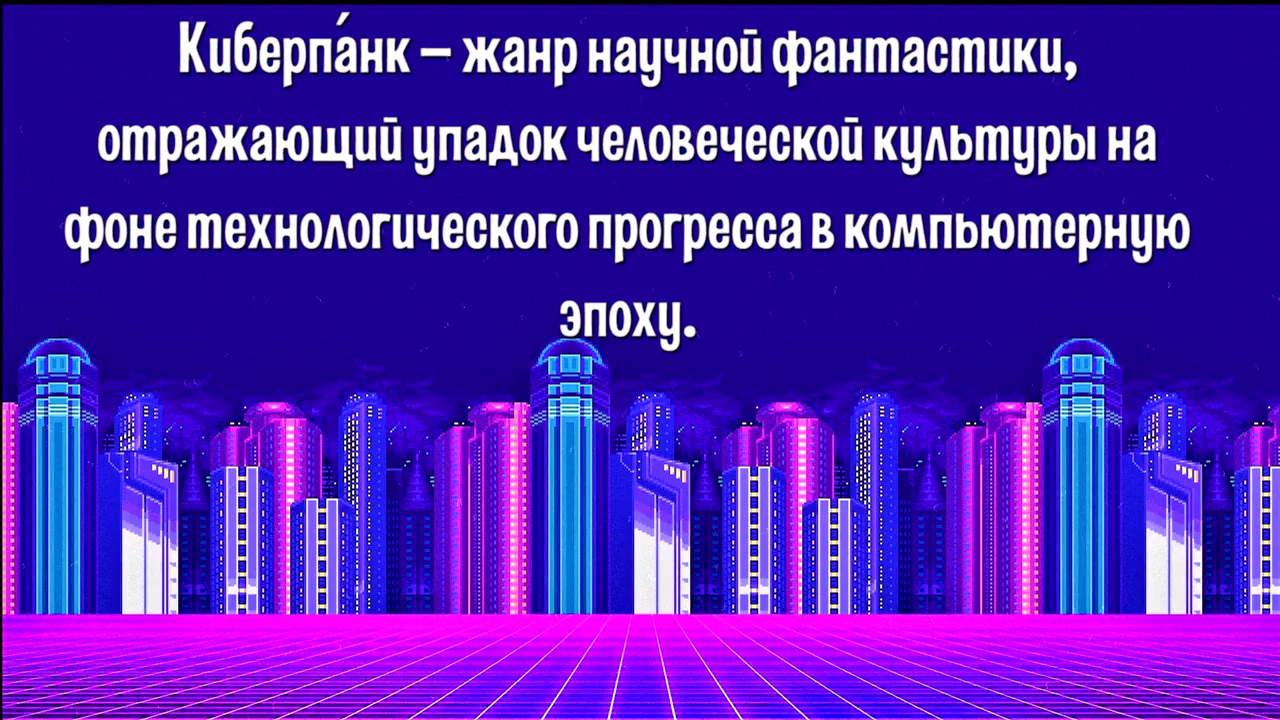 Киберпа́нк – жанр научной фантастики,
отражающий упадок человеческой культуры на
фоне технологического прогресса в компьютерную
эпоху.